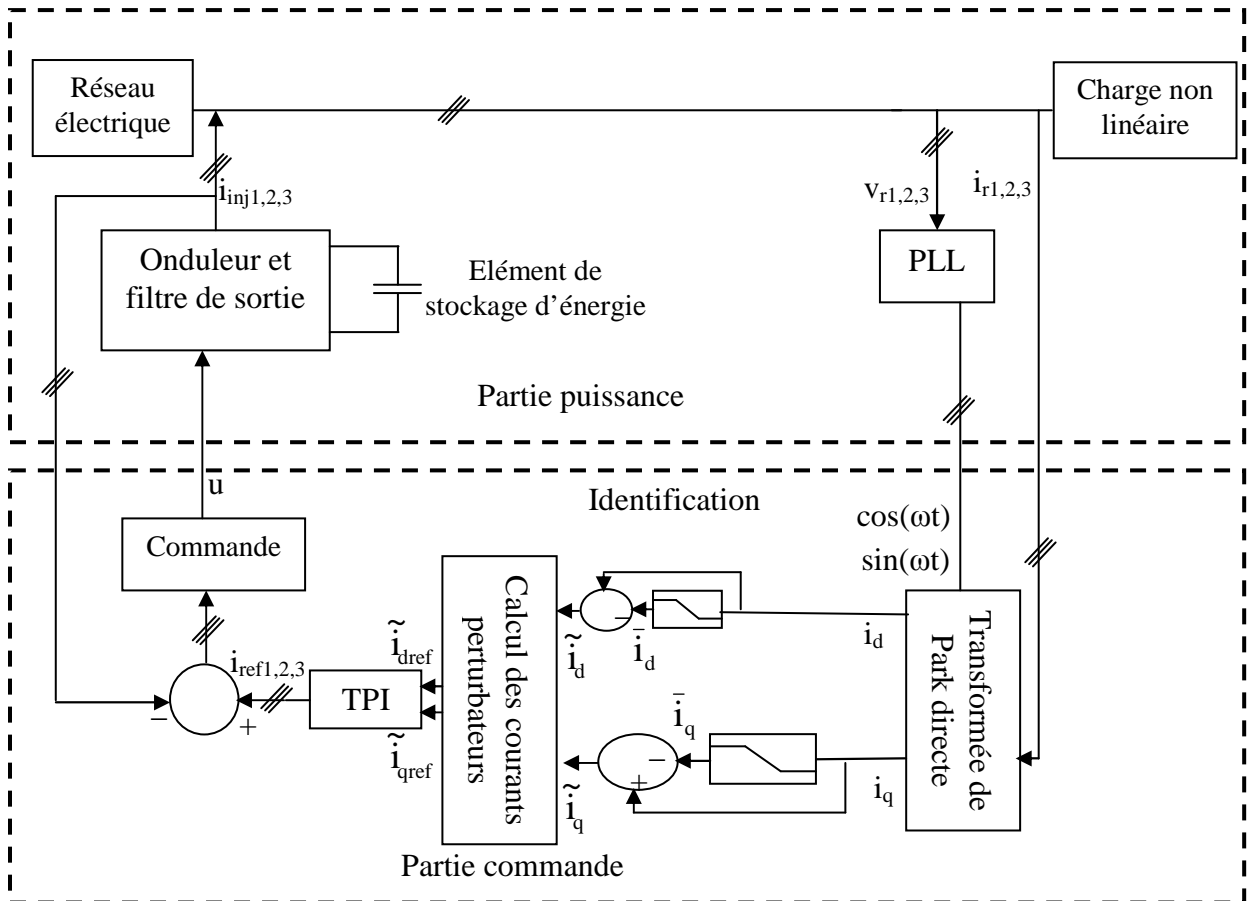 Réseau
électrique
Charge non
linéaire
i_inj1,2,3
v_r1,2,3
i_r1,2,3
Onduleur et
filtre de sortie
Elément de
stockage d’énergie
PLL
Partie puissance
u
Identification
cos(ωt)
sin(ωt)
Commande
Calcul des courants
perturbateurs
Transformée de
Park directe
−
ĩ_d
i̅_d
i_d
ĩ_dref
i_ref1,2,3
TPI
−
+
ĩ_qref
i̅_q
−
+
ĩ_q
i_q
Partie commande